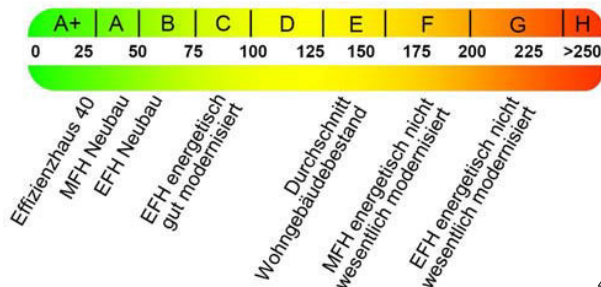 A+ A B C D E F G H
0 25 50 75 100 125 150 175 200 225 >250
Effizienzhaus 40
MFH Neubau
EFH Neubau
EFH energetisch
gut modernisiert
Durchschnitt
Wohngebäudebestand
MFH energetisch nicht
wesentlich modernisiert
EFH energetisch nicht
wesentlich modernisiert